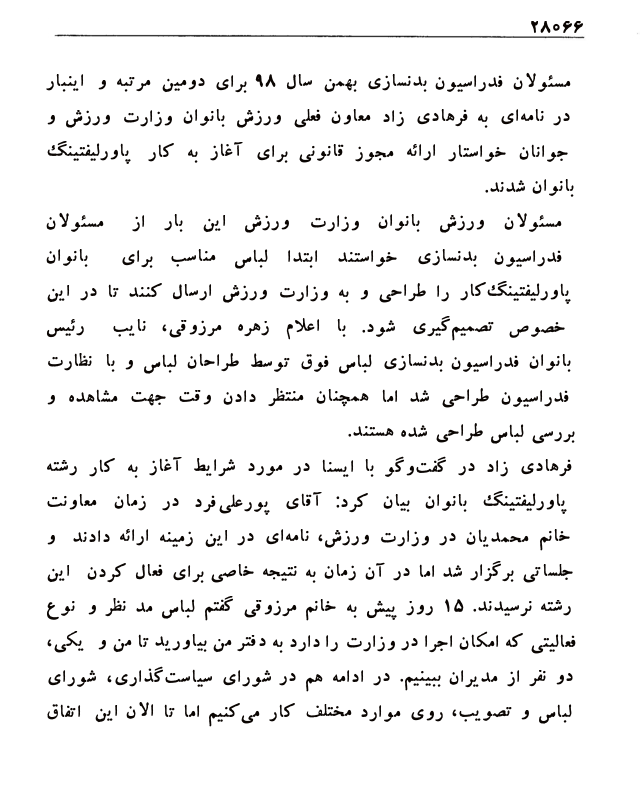 ۲۸۰۶۶
مسئولان فدراسیون بدنسازی بهمن سال ۹۸ برای دومین مرتبه و اینبار
در نامه‌ای به فرهادی زاد معاون فعلی ورزش بانوان وزارت ورزش و
جوانان خواستار ارائه مجوز قانونی برای آغاز به کار پاورلیفتینگ
بانوان شدند.
مسئولان ورزش بانوان وزارت ورزش این بار از مسئولان
فدراسیون بدنسازی خواستند ابتدا لباس مناسب برای بانوان
پاورلیفتینگ‌کار را طراحی و به وزارت ورزش ارسال کنند تا در این
خصوص تصمیم‌گیری شود. با اعلام زهره مرزوقی، نایب رئیس
بانوان فدراسیون بدنسازی لباس فوق توسط طراحان لباس و با نظارت
فدراسیون طراحی شد اما همچنان منتظر دادن وقت جهت مشاهده و
بررسی لباس طراحی شده هستند.
فرهادی زاد در گفت‌وگو با ایسنا در مورد شرایط آغاز به کار رشته
پاورلیفتینگ بانوان بیان کرد: آقای پورعلی‌فرد در زمان معاونت
خانم محمدیان در وزارت ورزش، نامه‌ای در این زمینه ارائه دادند و
جلساتی برگزار شد اما در آن زمان به نتیجه خاصی برای فعال کردن این
رشته نرسیدند. ۱۵ روز پیش به خانم مرزوقی گفتم لباس مد نظر و نوع
فعالیتی که امکان اجرا در وزارت را دارد به دفتر من بیاورید تا من و یکی،
دو نفر از مدیران ببینیم. در ادامه هم در شورای سیاست‌گذاری، شورای
لباس و تصویب، روی موارد مختلف کار می‌کنیم اما تا الان این اتفاق